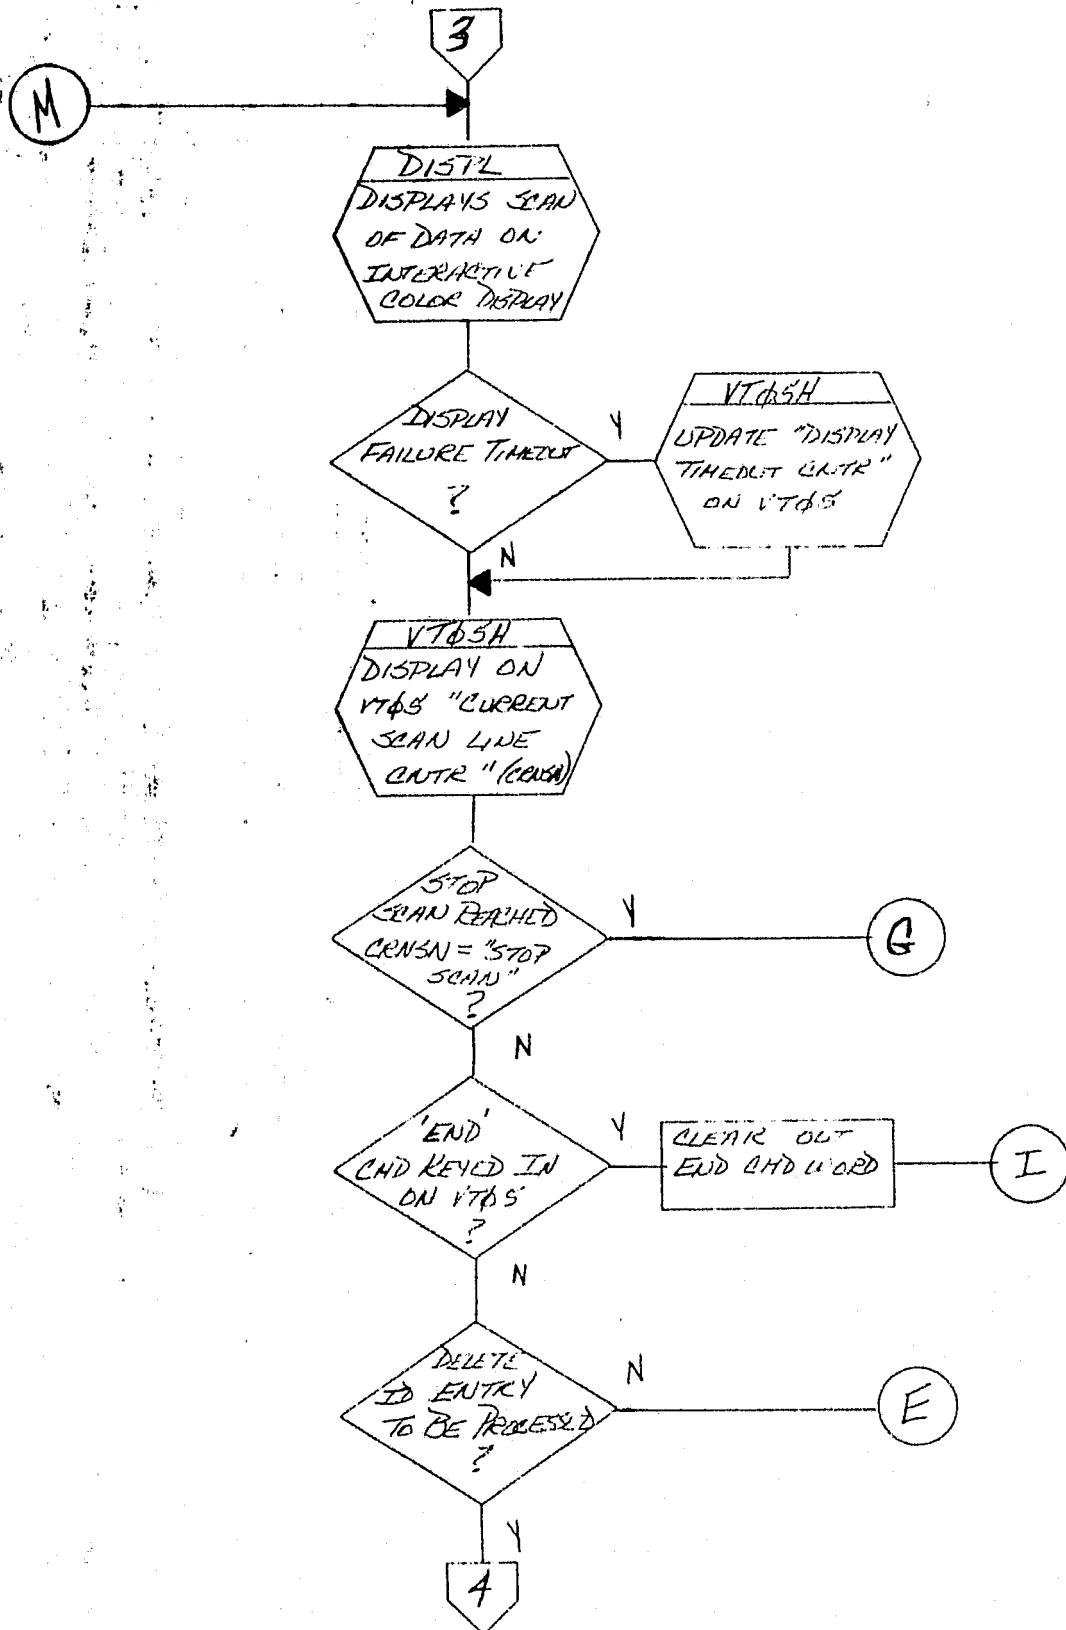 3
M
DISPL
DISPLAYS SCAN
OF DATA ON
INTERACTIVE
COLOR DISPLAY
DISPLAY
FAILURE TIMEOUT
?
Y
VTØ5H
UPDATE "DISPLAY
TIMEOUT CNTR"
ON VTØ5
N
VTØ5H
DISPLAY ON
VTØ5 "CURRENT
SCAN LINE
CNTR" (CRNSN)
STOP
SCAN REACHED
CRNSN = "STOP
SCAN"
?
Y
G
N
'END'
CMD KEYED IN
ON VTØ5
?
Y
CLEAR OUT
END CMD WORD
I
N
DELETE
ID ENTRY
TO BE PROCESSED
?
N
E
Y
4